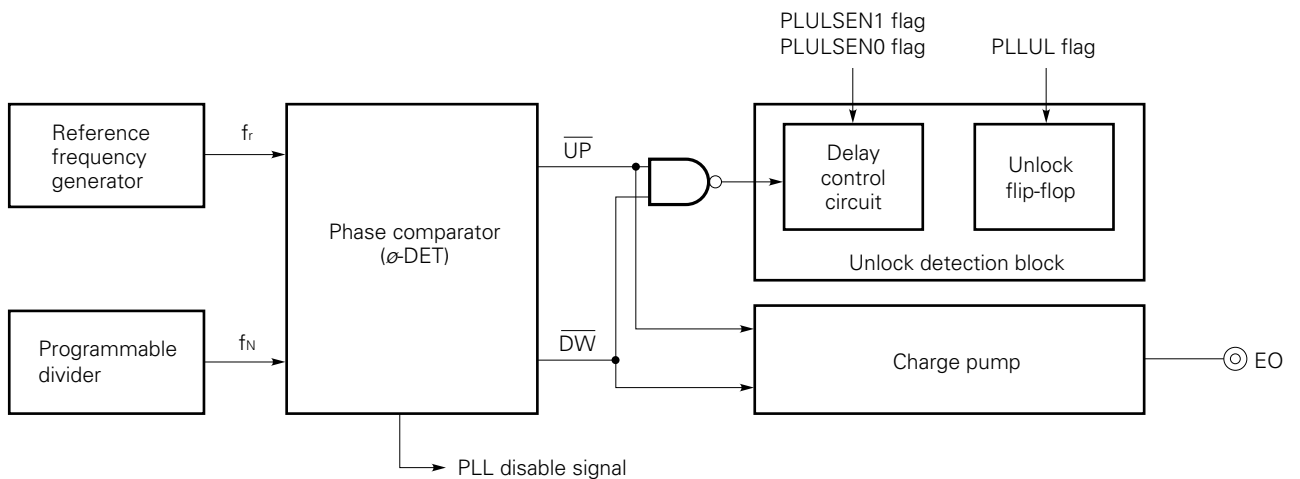 PLULSEN1 flag
PLULSEN0 flag
PLLUL flag
Reference
frequency
generator
fr
Programmable
divider
fN
Phase comparator
(ø-DET)
UP
DW
PLL disable signal
Delay
control
circuit
Unlock
flip-flop
Unlock detection block
Charge pump
EO